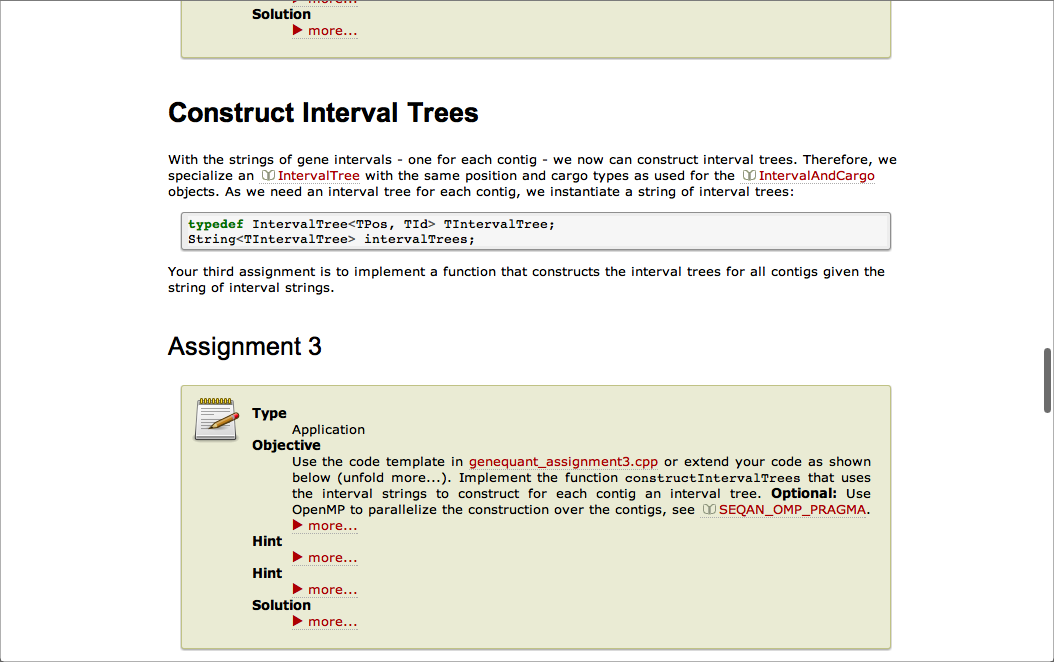 more...
Solution
more...
Construct Interval Trees
With the strings of gene intervals - one for each contig - we now can construct interval trees. Therefore, we
specialize an IntervalTree with the same position and cargo types as used for the IntervalAndCargo
objects. As we need an interval tree for each contig, we instantiate a string of interval trees:
typedef IntervalTree<TPos, TId> TIntervalTree;
String<TIntervalTree> intervalTrees;
Your third assignment is to implement a function that constructs the interval trees for all contigs given the
string of interval strings.
Assignment 3
Type
Application
Objective
Use the code template in genequant_assignment3.cpp or extend your code as shown
below (unfold more...). Implement the function constructIntervalTrees that uses
the interval strings to construct for each contig an interval tree. Optional: Use
OpenMP to parallelize the construction over the contigs, see SEQAN_OMP_PRAGMA.
more...
Hint
more...
Hint
more...
Solution
more...